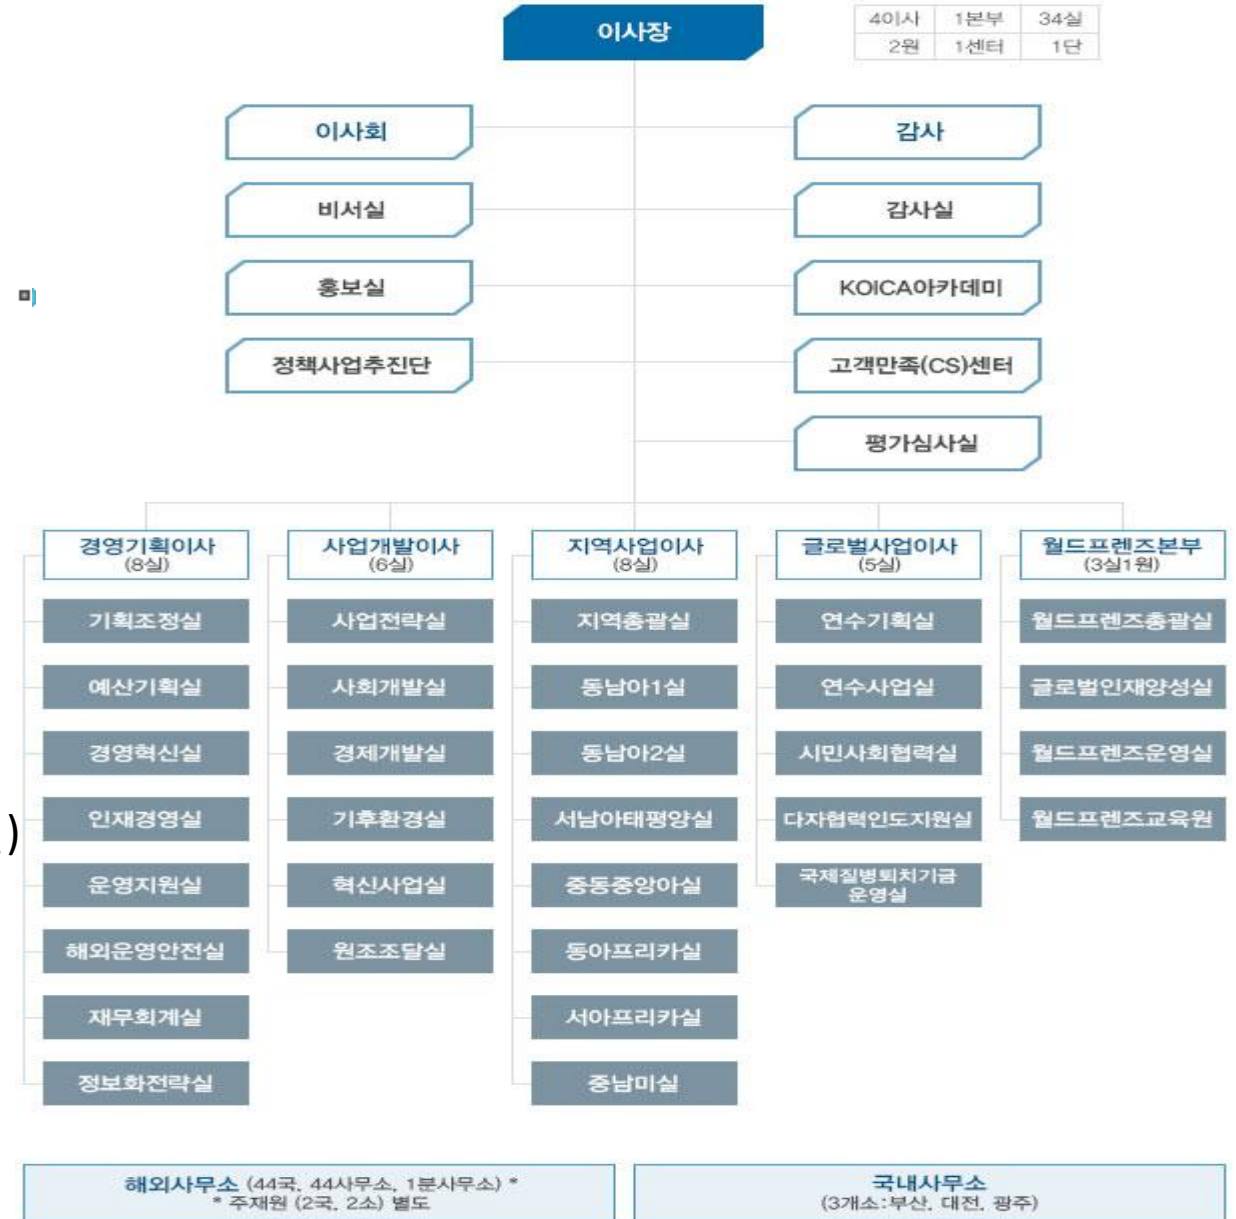 이사장
4이사 1본부 34실
2원 1센터 1단
이사회
감사
비서실
감사실
홍보실
KOICA아카데미
정책사업추진단
고객만족(CS)센터
평가심사실
경영기획이사
(8실)
기획조정실
예산기획실
경영혁신실
인재경영실
운영지원실
해외운영안전실
재무회계실
정보화전략실
사업개발이사
(6실)
사업전략실
사회개발실
경제개발실
기후환경실
혁신사업실
원조조달실
지역사업이사
(8실)
지역총괄실
동남아1실
동남아2실
서남아태평양실
중동중앙아실
동아프리카실
서아프리카실
중남미실
글로벌사업이사
(5실)
연수기획실
연수사업실
시민사회협력실
다자협력인도지원실
국제질병퇴치기금
운영실
월드프렌즈본부
(3실1원)
월드프렌즈총괄실
글로벌인재양성실
월드프렌즈운영실
월드프렌즈교육원
)
해외사무소 (44국, 44사무소, 1분사무소) *
* 주재원 (2국, 2소) 별도
국내사무소
(3개소:부산, 대전, 광주)